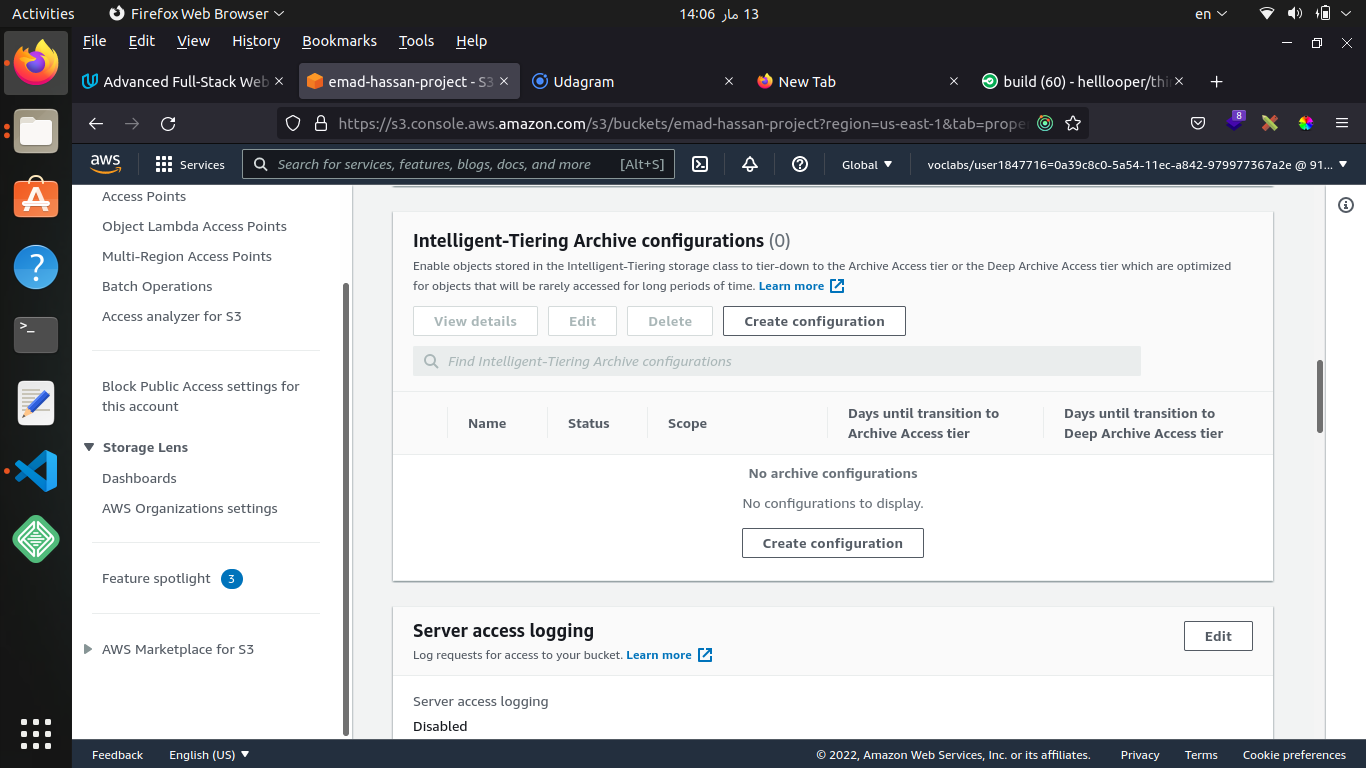 Activities
Firefox Web Browser
14:06 13 مار
en
File Edit View History Bookmarks Tools Help
Advanced Full-Stack Web
emad-hassan-project - S3
Udagram
New Tab
build (60) - helllooper/thi
https://s3.console.aws.amazon.com/s3/buckets/emad-hassan-project?region=us-east-1&tab=prope
8
aws
Services
Search for services, features, blogs, docs, and more [Alt+S]
Global
voclabs/user1847716=0a39c8c0-5a54-11ec-a842-979977367a2e @ 91...
Access Points
Object Lambda Access Points
Multi-Region Access Points
Batch Operations
Access analyzer for S3
Block Public Access settings for
this account
Storage Lens
Dashboards
AWS Organizations settings
Feature spotlight 3
AWS Marketplace for S3
Intelligent-Tiering Archive configurations (0)
Enable objects stored in the Intelligent-Tiering storage class to tier-down to the Archive Access tier or the Deep Archive Access tier which are optimized
for objects that will be rarely accessed for long periods of time. Learn more
View details Edit Delete Create configuration
Find Intelligent-Tiering Archive configurations
Name
Status
Scope
Days until transition to
Archive Access tier
Days until transition to
Deep Archive Access tier
No archive configurations
No configurations to display.
Create configuration
Server access logging
Edit
Log requests for access to your bucket. Learn more
Server access logging
Disabled
Feedback English (US)
© 2022, Amazon Web Services, Inc. or its affiliates. Privacy Terms Cookie preferences